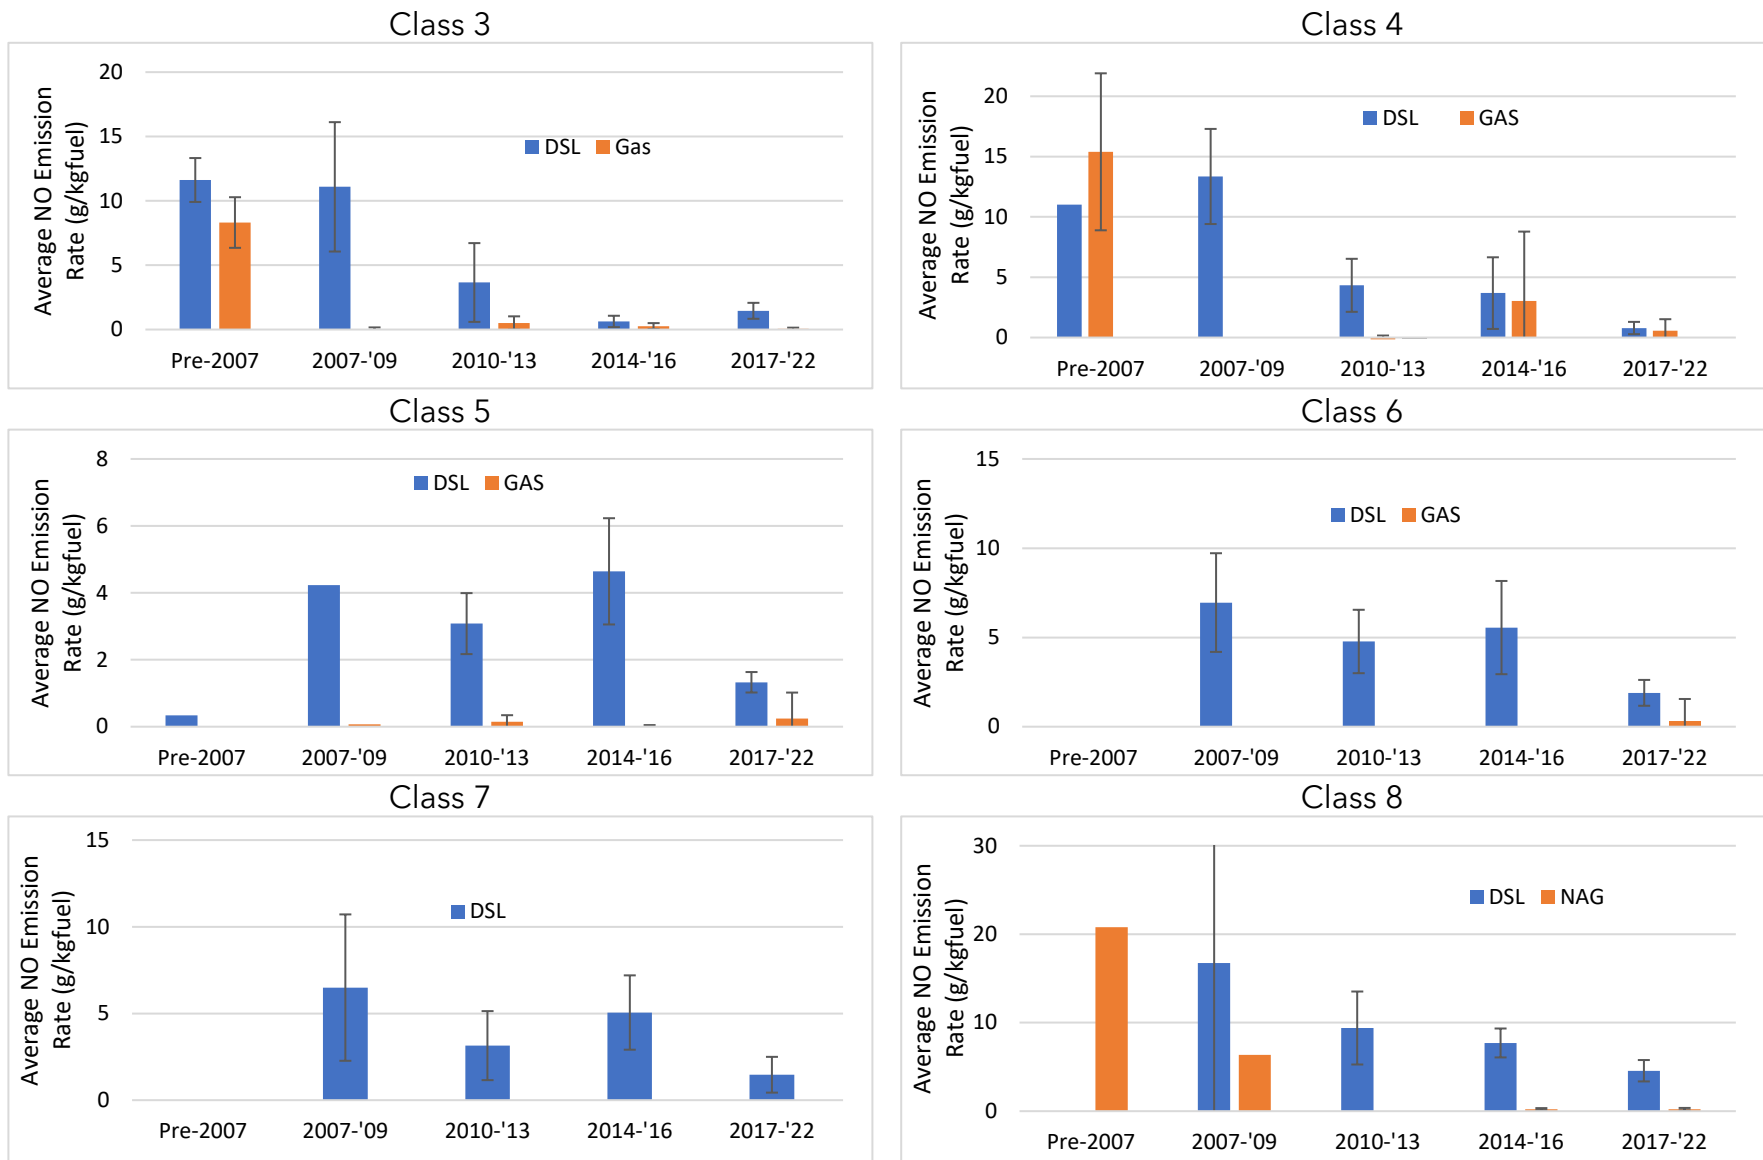 Class 3
Average NO Emission
Rate (g/kgfuel)
20
15
10
5
0
DSL Gas
Pre-2007 2007-'09 2010-'13 2014-'16 2017-'22
Class 4
Average NO Emission
Rate (g/kgfuel)
20
15
10
5
0
DSL GAS
Pre-2007 2007-'09 2010-'13 2014-'16 2017-'22
Class 5
Average NO Emission
Rate (g/kgfuel)
8
6
4
2
0
DSL GAS
Pre-2007 2007-'09 2010-'13 2014-'16 2017-'22
Class 6
Average NO Emission
Rate (g/kgfuel)
15
10
5
0
DSL GAS
Pre-2007 2007-'09 2010-'13 2014-'16 2017-'22
Class 7
Average NO Emission
Rate (g/kgfuel)
15
10
5
0
DSL
Pre-2007 2007-'09 2010-'13 2014-'16 2017-'22
Class 8
Average NO Emission
Rate (g/kgfuel)
30
20
10
0
DSL NAG
Pre-2007 2007-'09 2010-'13 2014-'16 2017-'22